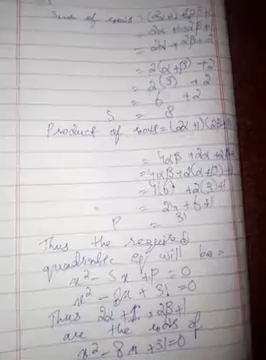 Sum of roots = (2α+1)+(2β+1)
= 2α+1+2β+1
= 2α+2β+2
= 2(α+β)+2
= 2(3)+2
= 6+2
S = 8
Product of roots = (2α+1)(2β+1)
= 4αβ+2α+2β+1
= 4αβ+2(α+β)+1
= 4(6)+2(3)+1
= 24+6+1
P = 31
Thus the required
quadratic eq. will be:
x²-Sx+P=0
x²-8x+31=0
Thus 2α+1, 2β+1
are the roots of
x²-8x+31=0